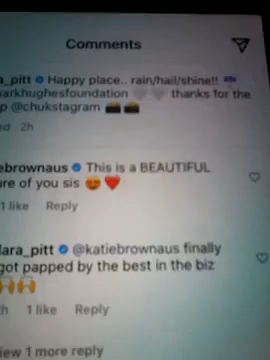 Comments
a_pitt Happy place.. rain/hail/shine!!
arkhughesfoundation 🤍🤍 thanks for the
p @chukstagram 📸📸
ed · 2h
ebrownaus This is a BEAUTIFUL
ure of you sis 😍❤️
1 like Reply
lara_pitt @katiebrownaus finally
got papped by the best in the biz
🙌🙌
h 1 like Reply
iew 1 more reply